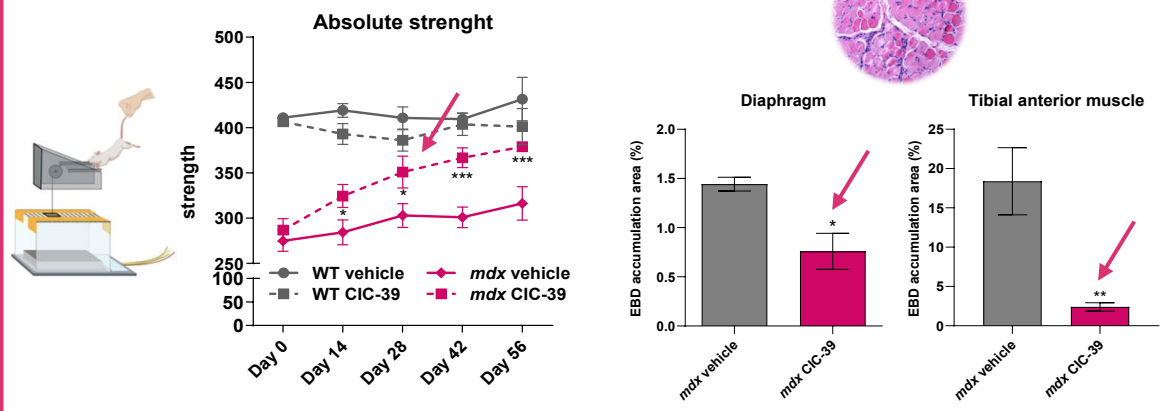 Absolute strenght
strength
500
450
400
350
300
250
100
50
0
*
*
***
***
WT vehicle
WT CIC-39
mdx vehicle
mdx CIC-39
Day 0
Day 14
Day 28
Day 42
Day 56
Diaphragm
EBD accumulation area (%)
2.0
1.5
1.0
0.5
0.0
*
mdx vehicle
mdx CIC-39
Tibial anterior muscle
EBD accumulation area (%)
25
20
15
10
5
0
**
mdx vehicle
mdx CIC-39